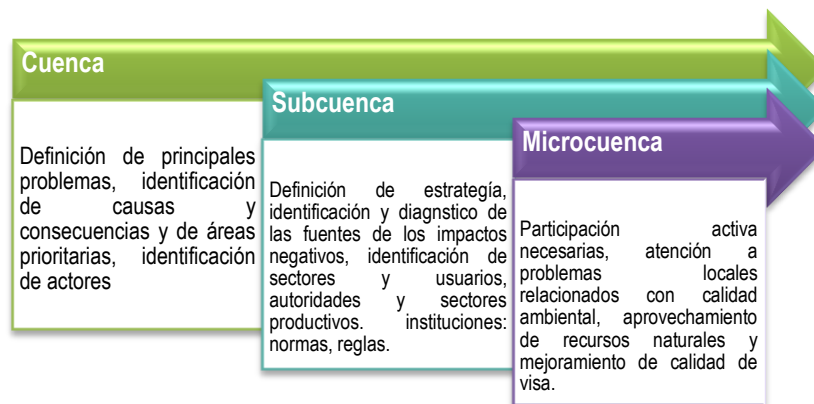 Cuenca
Definición de principales
problemas, identificación
de causas y
consecuencias y de áreas
prioritarias, identificación
de actores
Subcuenca
Definición de estrategía,
identificación y diagnstico de
las fuentes de los impactos
negativos, identificación de
sectores y usuarios,
autoridades y sectores
productivos. instituciones:
normas, reglas.
Microcuenca
Participación activa
necesarias, atención a
problemas locales
relacionados con calidad
ambiental, aprovechamiento
de recursos naturales y
mejoramiento de calidad de
visa.